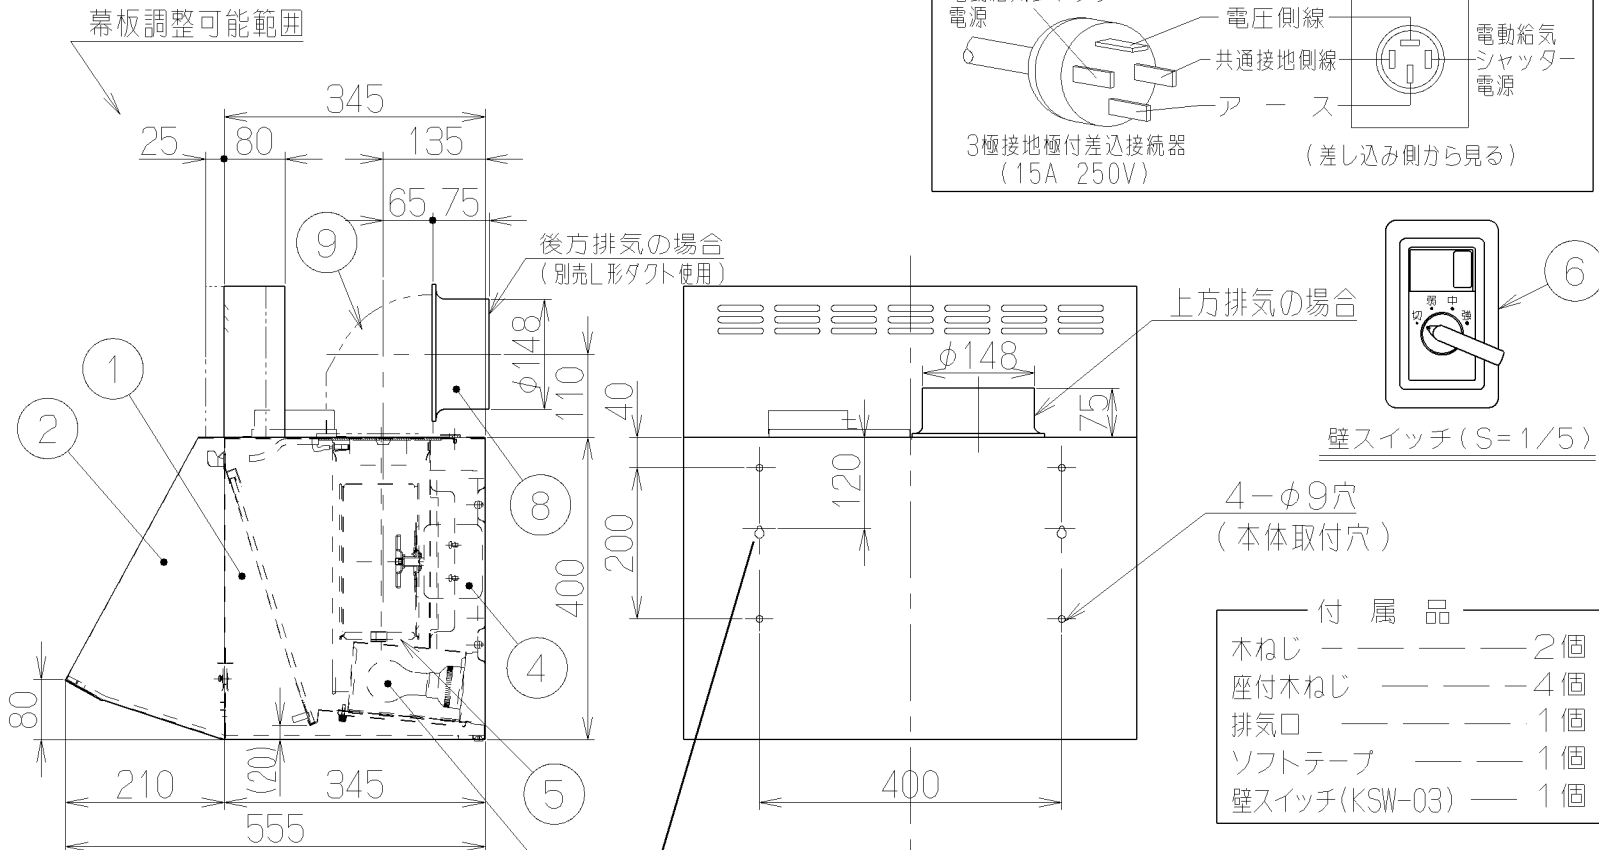 幕板調整可能範囲
345
25
80
135
65
75
9
後方排気の場合
(別売L形ダクト使用)
φ148
110
1
2
8
400
4
5
80
(20)
210
345
555
電源
電圧側線
共通接地側線
アース
3極接地極付差込接続器
(15A 250V)
電動給気
シャッター
電源
(差し込み側から見る)
上方排気の場合
φ148
75
40
120
200
400
4-φ9穴
(本体取付穴)
6
切
弱
中
強
壁スイッチ(S=1/5)
付属品
木ねじ ― ― ― ― 2個
座付木ねじ ― ― ― 4個
排気口 ― ― ― ― 1個
ソフトテープ ― ― 1個
壁スイッチ(KSW-03) ― 1個